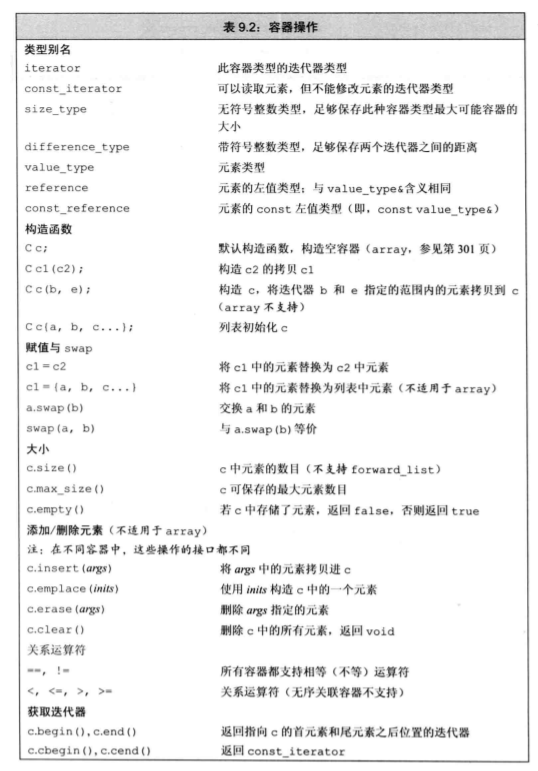 表 9.2：容器操作
类型别名
iterator 此容器类型的迭代器类型
const_iterator 可以读取元素，但不能修改元素的迭代器类型
size_type 无符号整数类型，足够保存此种容器类型最大可能容器的
大小
difference_type 带符号整数类型，足够保存两个迭代器之间的距离
value_type 元素类型
reference 元素的左值类型；与 value_type&含义相同
const_reference 元素的 const 左值类型（即，const value_type&）
构造函数
C c; 默认构造函数，构造空容器（array，参见第 301 页）
C c1(c2); 构造 c2 的拷贝 c1
C c(b, e); 构造 c，将迭代器 b 和 e 指定的范围内的元素拷贝到 c
（array 不支持）
C c{a, b, c...}; 列表初始化 c
赋值与 swap
c1 = c2 将 c1 中的元素替换为 c2 中元素
c1 = {a, b, c...} 将 c1 中的元素替换为列表中元素（不适用于 array）
a.swap(b) 交换 a 和 b 的元素
swap(a, b) 与 a.swap(b)等价
大小
c.size() c 中元素的数目（不支持 forward_list）
c.max_size() c 可保存的最大元素数目
c.empty() 若 c 中存储了元素，返回 false，否则返回 true
添加/删除元素（不适用于 array）
注：在不同容器中，这些操作的接口都不同
c.insert(args) 将 args 中的元素拷贝进 c
c.emplace(inits) 使用 inits 构造 c 中的一个元素
c.erase(args) 删除 args 指定的元素
c.clear() 删除 c 中的所有元素，返回 void
关系运算符
==, != 所有容器都支持相等（不等）运算符
<, <=, >, >= 关系运算符（无序关联容器不支持）
获取迭代器
c.begin(),c.end() 返回指向 c 的首元素和尾元素之后位置的迭代器
c.cbegin(),c.cend() 返回 const_iterator